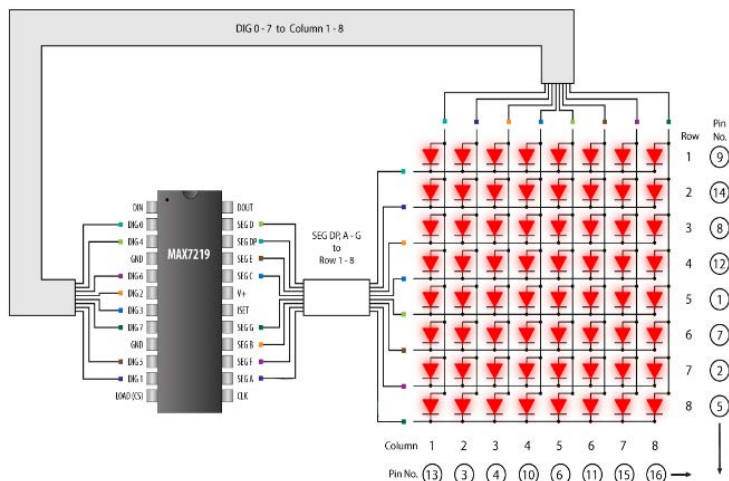 DIG 0 - 7 to Column 1 - 8
Row
Pin
No.
1 9
2 14
3 8
4 12
5 1
6 7
7 2
8 5
DIN
DIG 0
DIG 4
GND
DIG 6
DIG 2
DIG 3
DIG 7
GND
DIG 5
DIG 1
LOAD (CS)
MAX7219
DOUT
SEG D
SEG DP
SEG E
SEG C
V+
ISET
SEG G
SEG B
SEG F
SEG A
CLK
SEG DP, A - G
to
Row 1 - 8
Column 1 2 3 4 5 6 7 8
Pin No. 13 3 4 10 6 11 15 16